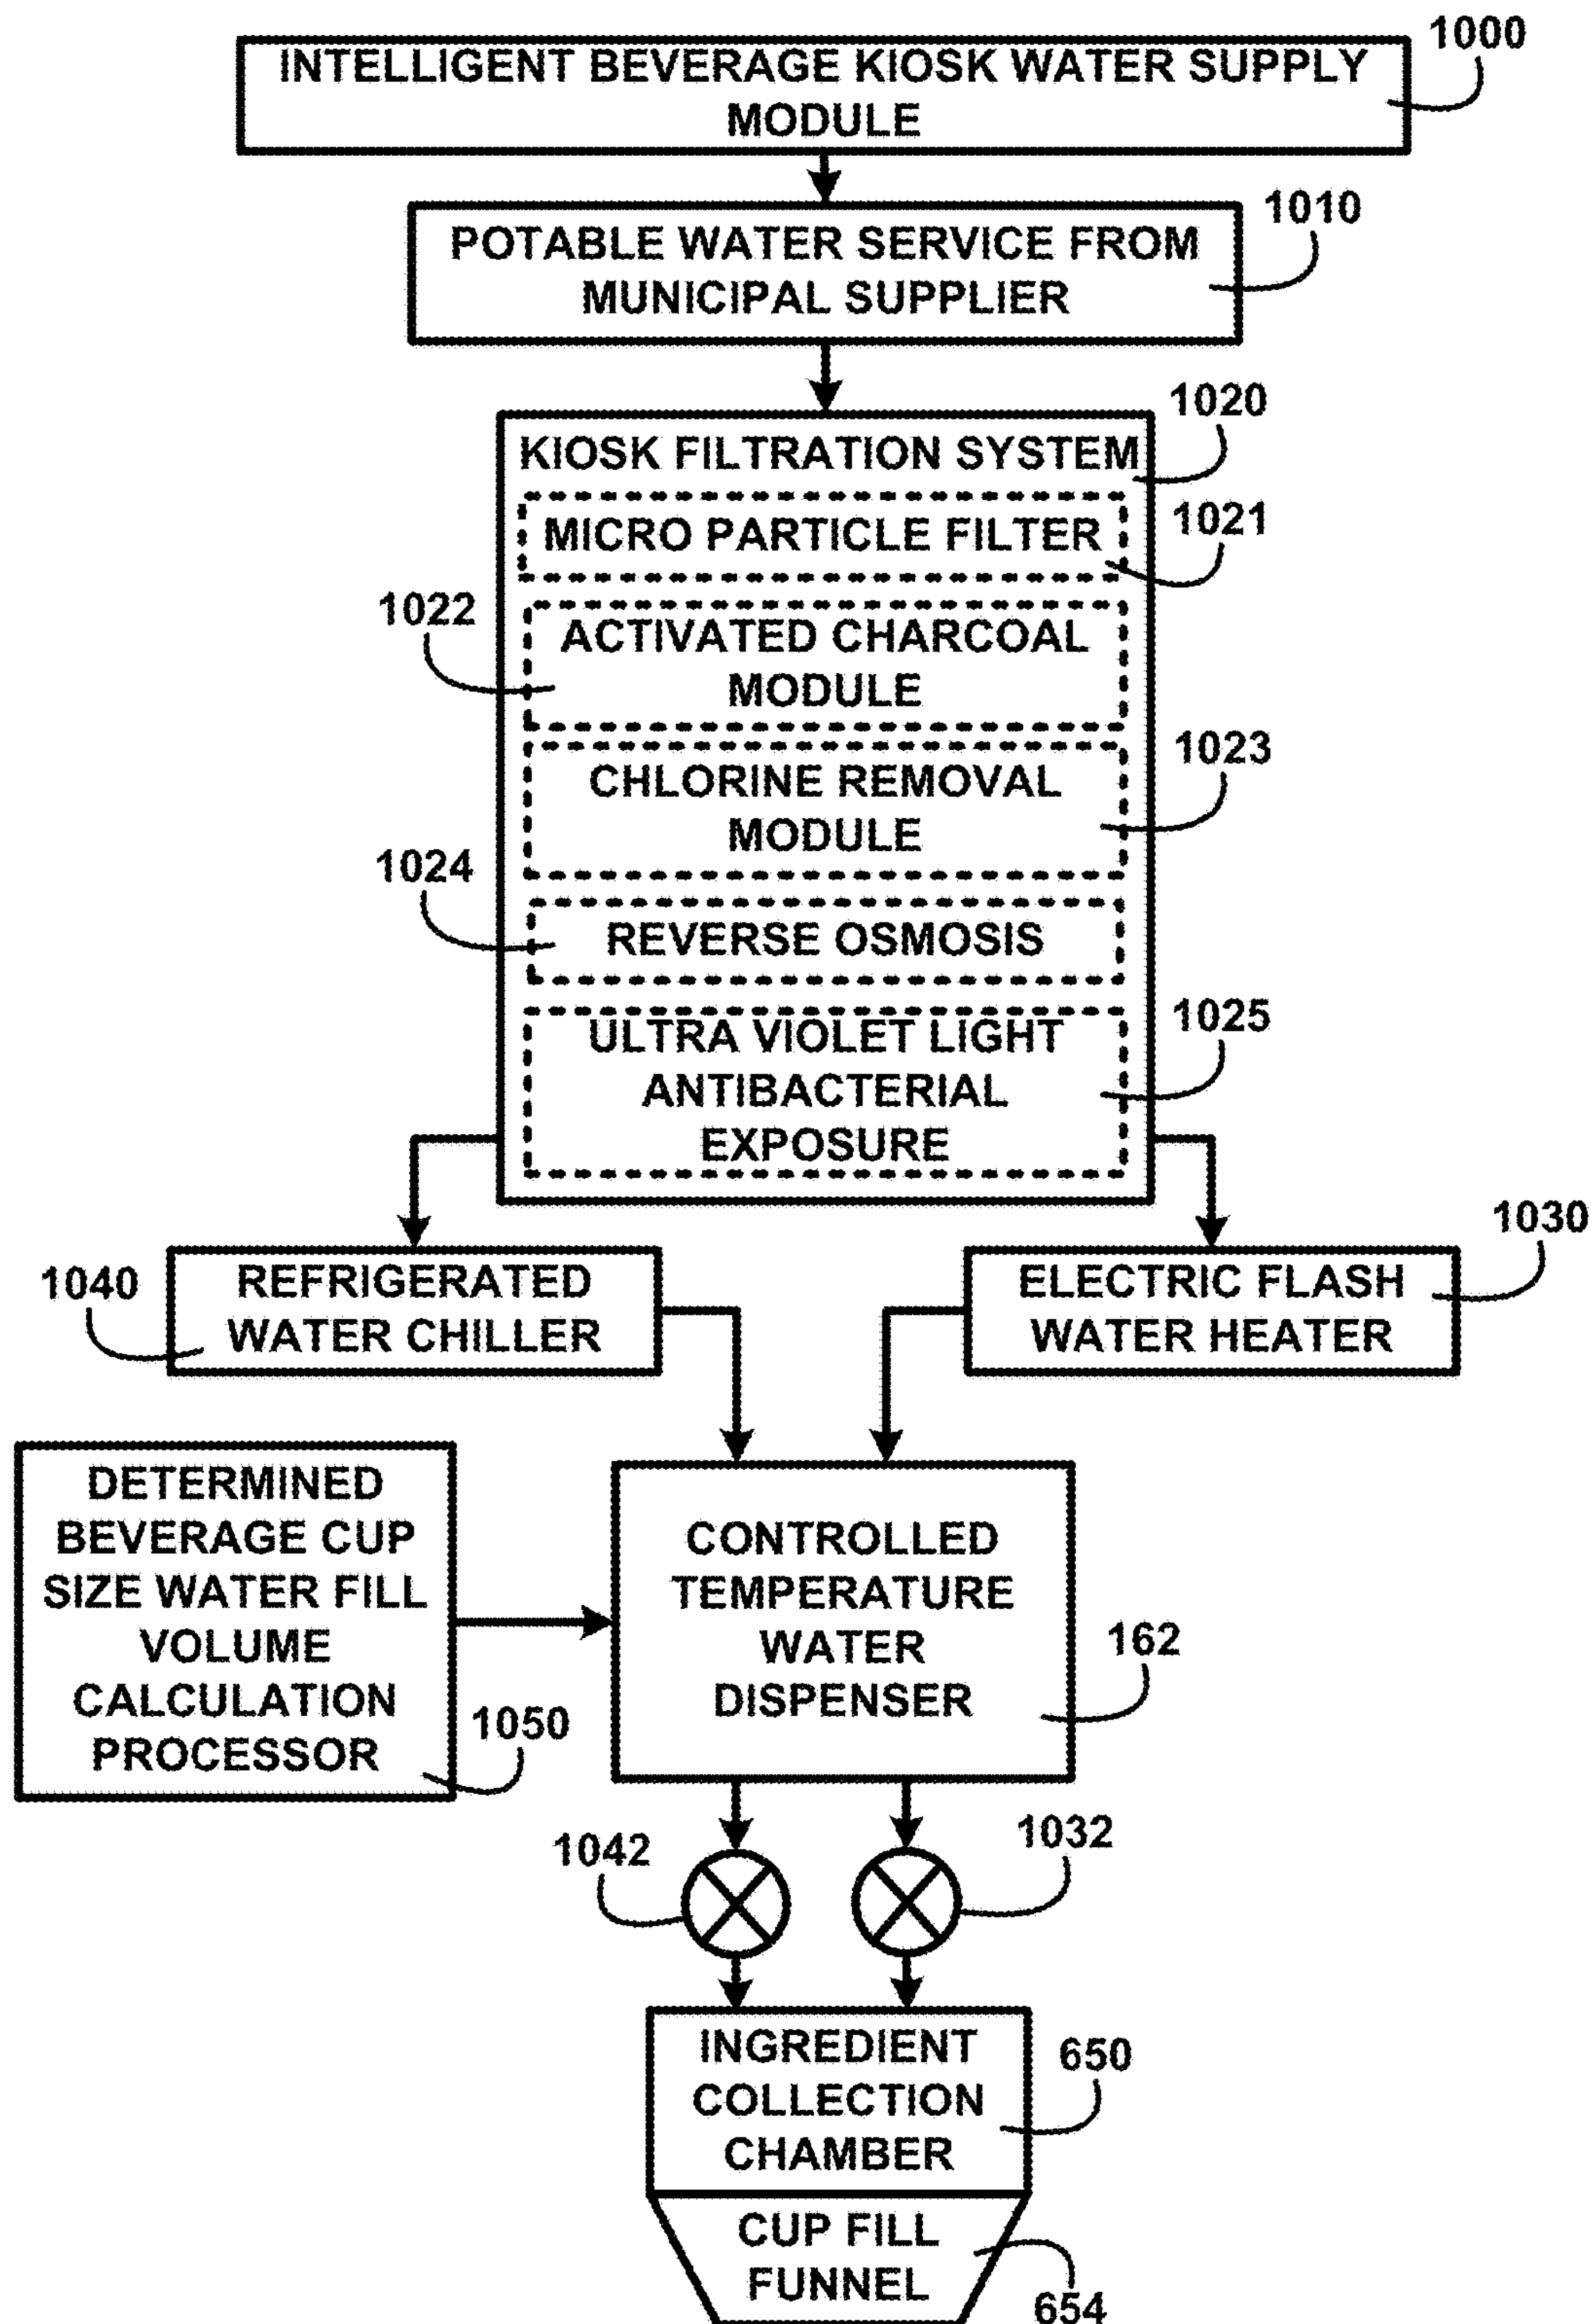 1000
INTELLIGENT BEVERAGE KIOSK WATER SUPPLY
MODULE
1010
POTABLE WATER SERVICE FROM
MUNICIPAL SUPPLIER
1020
KIOSK FILTRATION SYSTEM
1021
MICRO PARTICLE FILTER
1022
ACTIVATED CHARCOAL
MODULE
1023
CHLORINE REMOVAL
MODULE
1024
REVERSE OSMOSIS
1025
ULTRA VIOLET LIGHT
ANTIBACTERIAL
EXPOSURE
1040
REFRIGERATED
WATER CHILLER
1030
ELECTRIC FLASH
WATER HEATER
DETERMINED
BEVERAGE CUP
SIZE WATER FILL
VOLUME
CALCULATION
PROCESSOR
1050
CONTROLLED
TEMPERATURE
WATER
DISPENSER
162
1042
1032
INGREDIENT
COLLECTION
CHAMBER
650
CUP FILL
FUNNEL
654